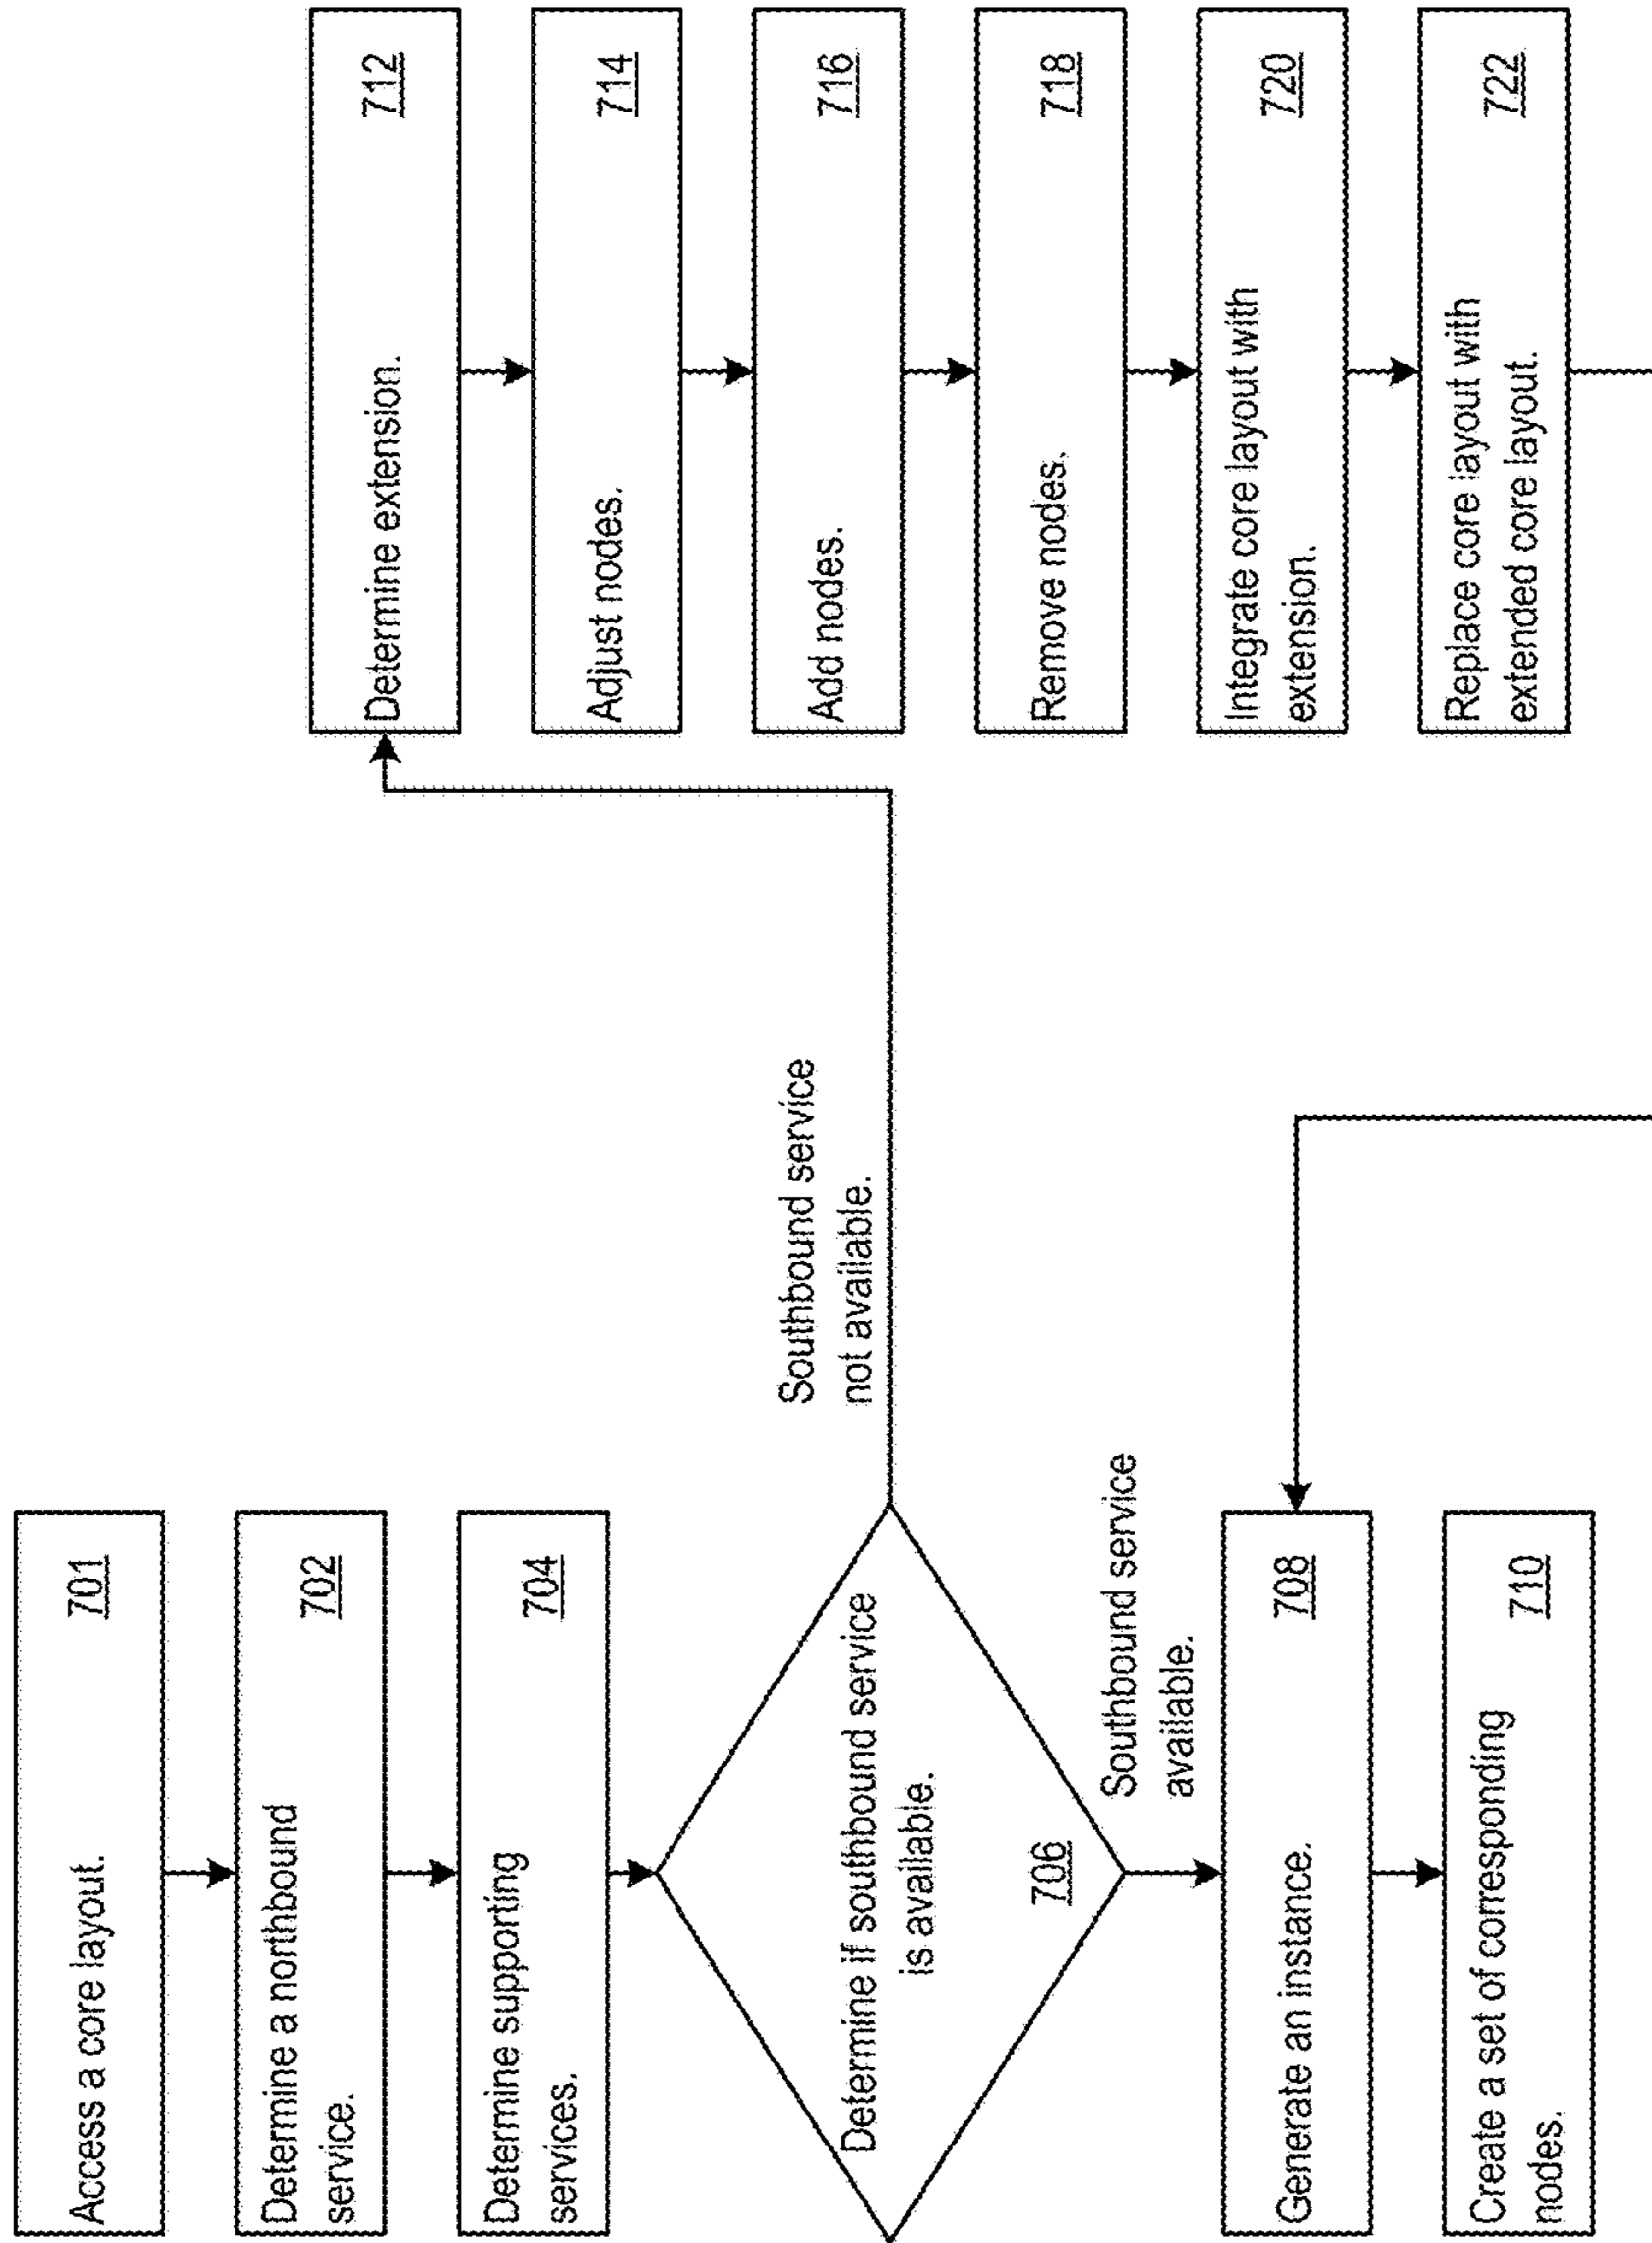 Access a core layout.
701
Determine a northbound
service.
702
Determine supporting
services.
704
Determine if southbound service
is available.
706
Southbound service
not available.
Southbound service
available.
Generate an instance.
708
Create a set of corresponding
nodes.
710
Determine extension.
712
Adjust nodes.
714
Add nodes.
716
Remove nodes.
718
Integrate core layout with
extension.
720
Replace core layout with
extended core layout.
722